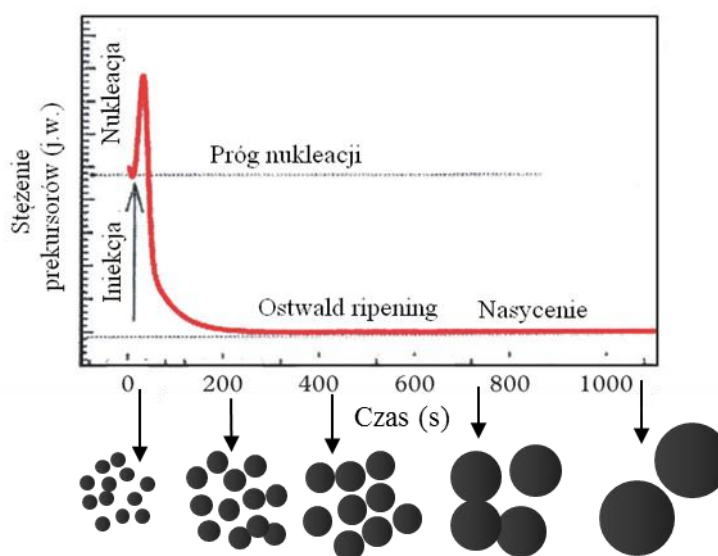 Stężenie
prekursorów (j.w.)
Nukleacja
Iniekcja
Próg nukleacji
Ostwald ripening
Nasycenie
0
200
400
600
800
1000
Czas (s)